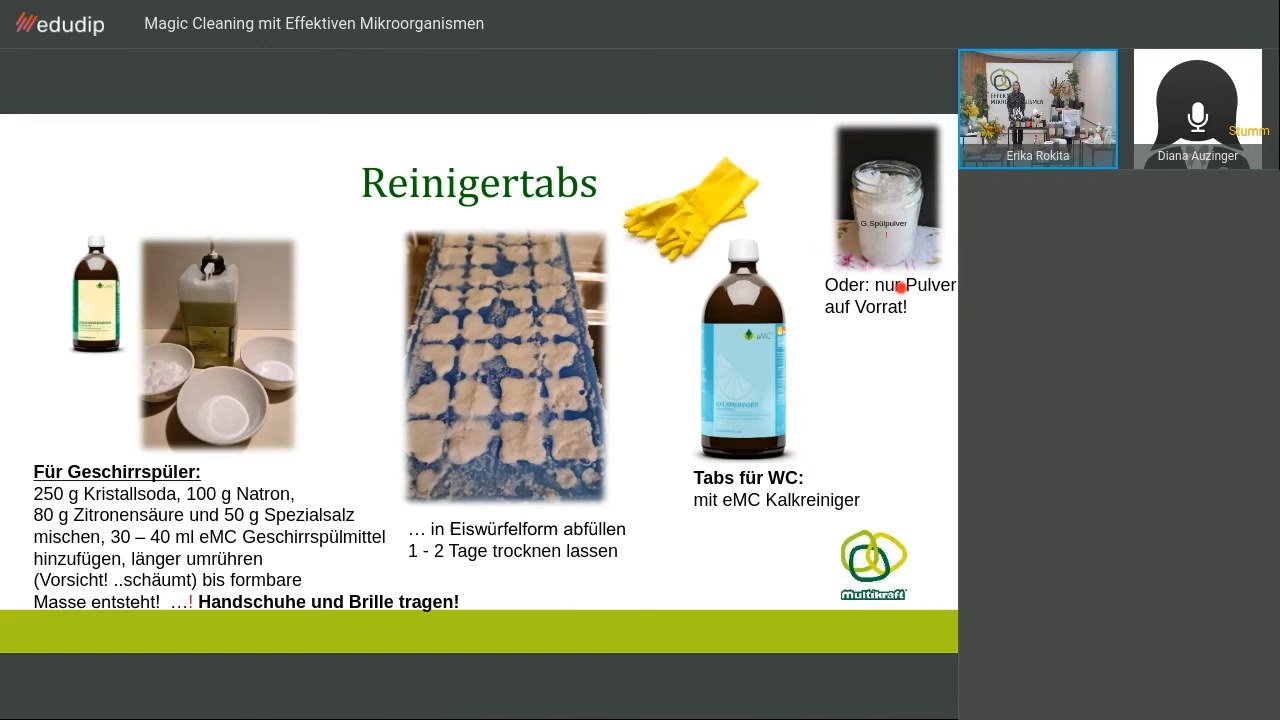 edudip
Magic Cleaning mit Effektiven Mikroorganismen
Erika Rokita
Stumm
Diana Auzinger
Reinigertabs
G.Spülpulver
!
Oder: nur Pulver
auf Vorrat!
eMC
KALKREINIGER
Für Geschirrspüler:
250 g Kristallsoda, 100 g Natron,
80 g Zitronensäure und 50 g Spezialsalz
mischen, 30 – 40 ml eMC Geschirrspülmittel
hinzufügen, länger umrühren
(Vorsicht! ..schäumt) bis formbare
Masse entsteht! …! Handschuhe und Brille tragen!
… in Eiswürfelform abfüllen
1 - 2 Tage trocknen lassen
Tabs für WC:
mit eMC Kalkreiniger
multikraft